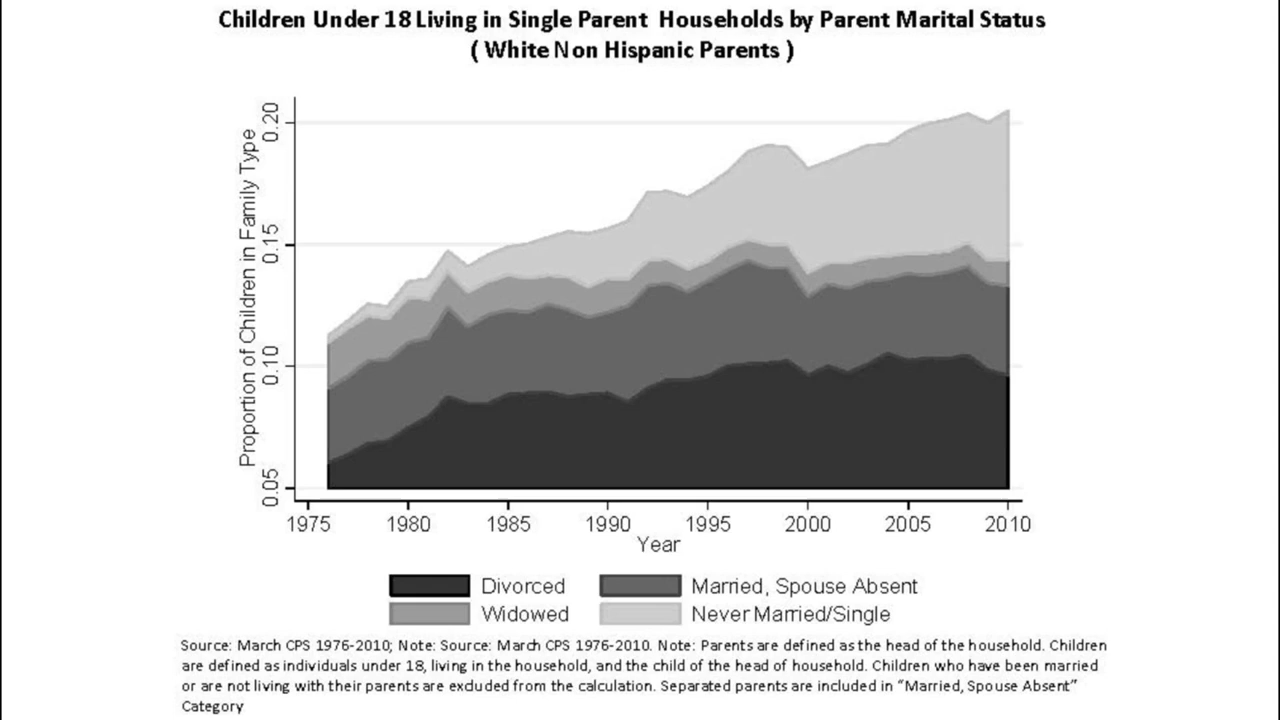 Children Under 18 Living in Single Parent Households by Parent Marital Status
( White Non Hispanic Parents )
Proportion of Children in Family Type
0.20
0.15
0.10
0.05
1975 1980 1985 1990 1995 2000 2005 2010
Year
Divorced Married, Spouse Absent
Widowed Never Married/Single
Source: March CPS 1976-2010; Note: Source: March CPS 1976-2010. Note: Parents are defined as the head of the household. Children
are defined as individuals under 18, living in the household, and the child of the head of household. Children who have been married
or are not living with their parents are excluded from the calculation. Separated parents are included in “Married, Spouse Absent”
Category